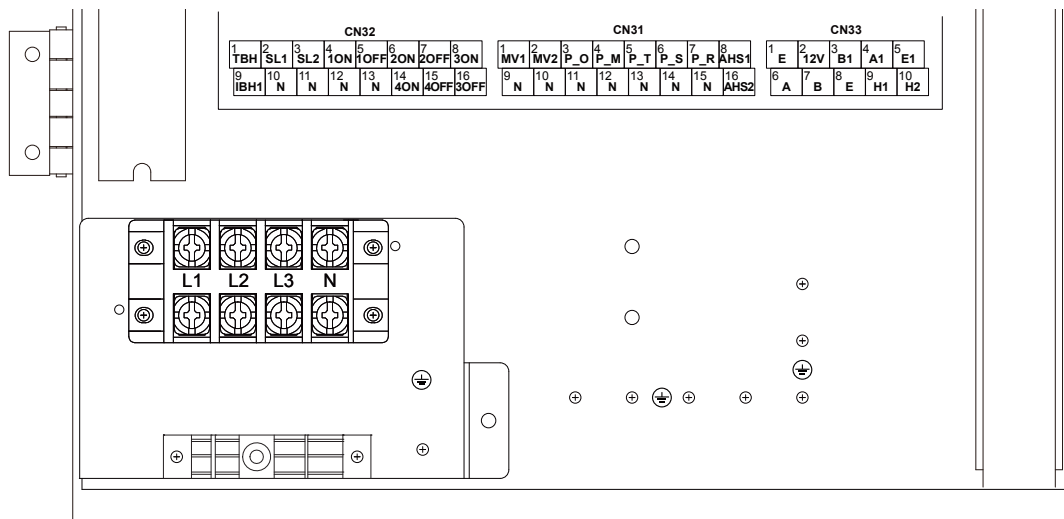 CN32 CN31 CN33
1 2 3 4 5 6 7 8 1 2 3 4 5 6 7 8 1 2 3 4 5
TBH SL1 SL2 1ON 1OFF 2ON 2OFF 3ON MV1 MV2 P_O P_M P_T P_S P_R AHS1 E 12V B1 A1 E1
9 10 11 12 13 14 15 16 9 10 11 12 13 14 15 16 6 7 8 9 10
IBH1 N N N N 4ON 4OFF 3OFF N N N N N N N AHS2 A B E H1 H2
L1 L2 L3 N